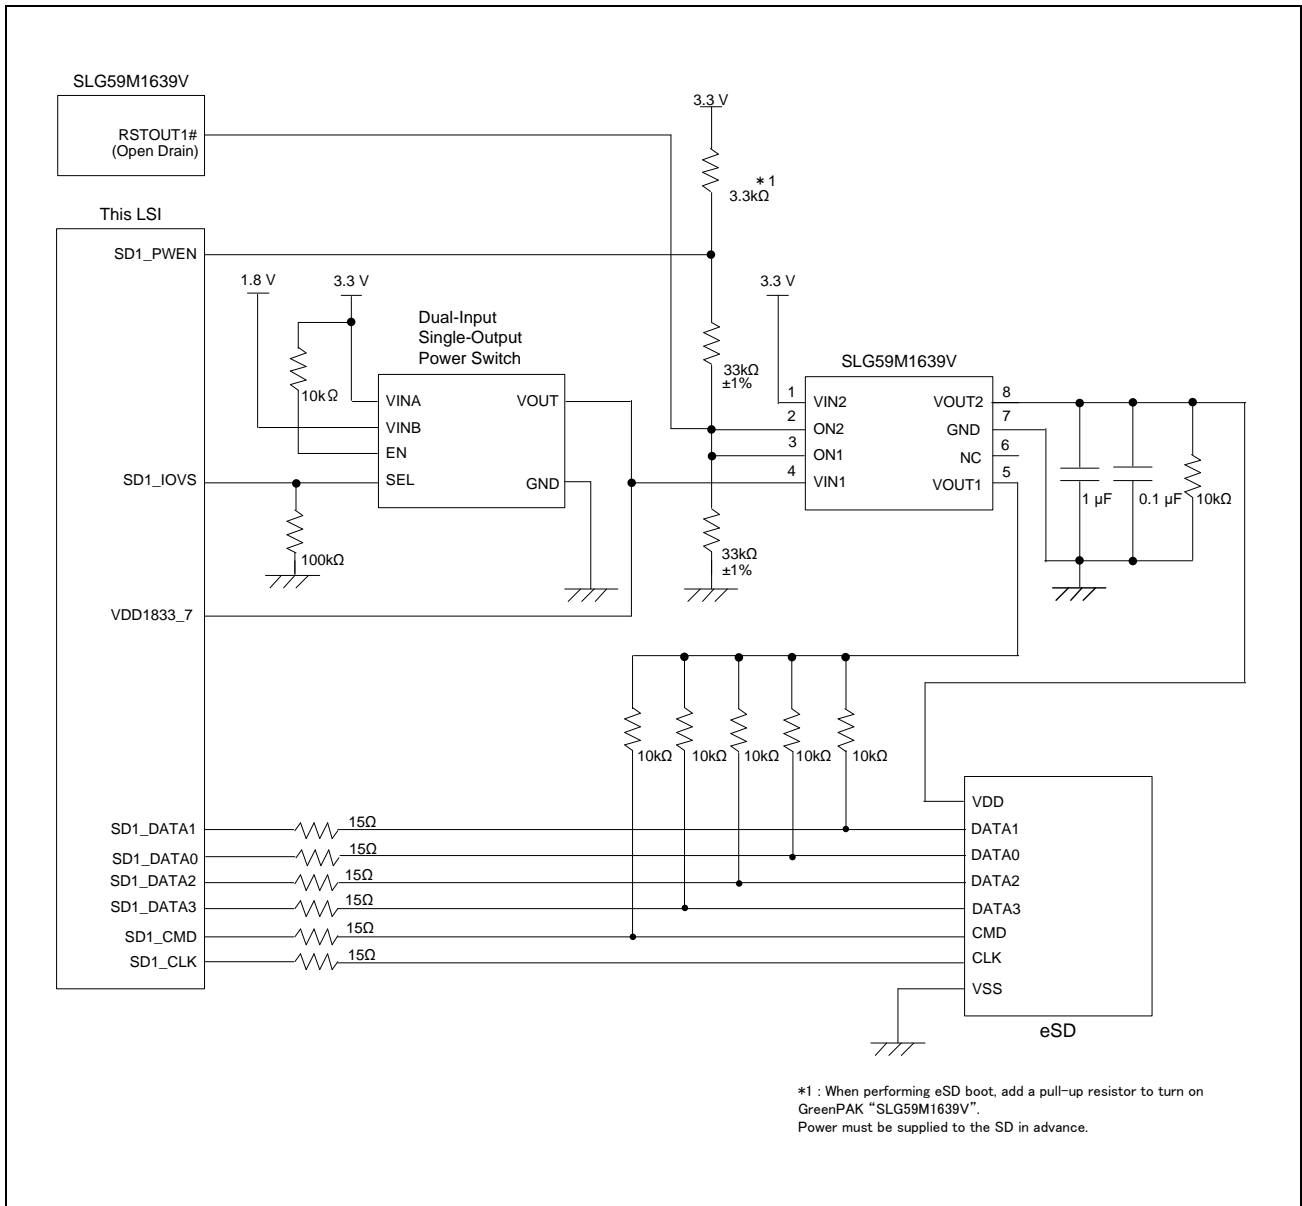 SLG59M1639V
RSTOUT1#
(Open Drain)
3.3 V
*1
3.3kΩ
This LSI
SD1_PWEN
1.8 V
3.3 V
3.3 V
Dual-Input
Single-Output
Power Switch
33kΩ
±1%
SLG59M1639V
10kΩ
VINA
VOUT
VINB
EN
SEL
GND
1
VIN2
VOUT2
8
2
ON2
GND
7
3
ON1
NC
6
4
VIN1
VOUT1
5
1 µF
0.1 µF
10kΩ
SD1_IOVS
100kΩ
33kΩ
±1%
VDD1833_7
10kΩ
10kΩ
10kΩ
10kΩ
10kΩ
VDD
SD1_DATA1
15Ω
DATA1
SD1_DATA0
15Ω
DATA0
SD1_DATA2
15Ω
DATA2
SD1_DATA3
15Ω
DATA3
SD1_CMD
15Ω
CMD
SD1_CLK
15Ω
CLK
VSS
eSD
*1 : When performing eSD boot, add a pull-up resistor to turn on
GreenPAK “SLG59M1639V”.
Power must be supplied to the SD in advance.